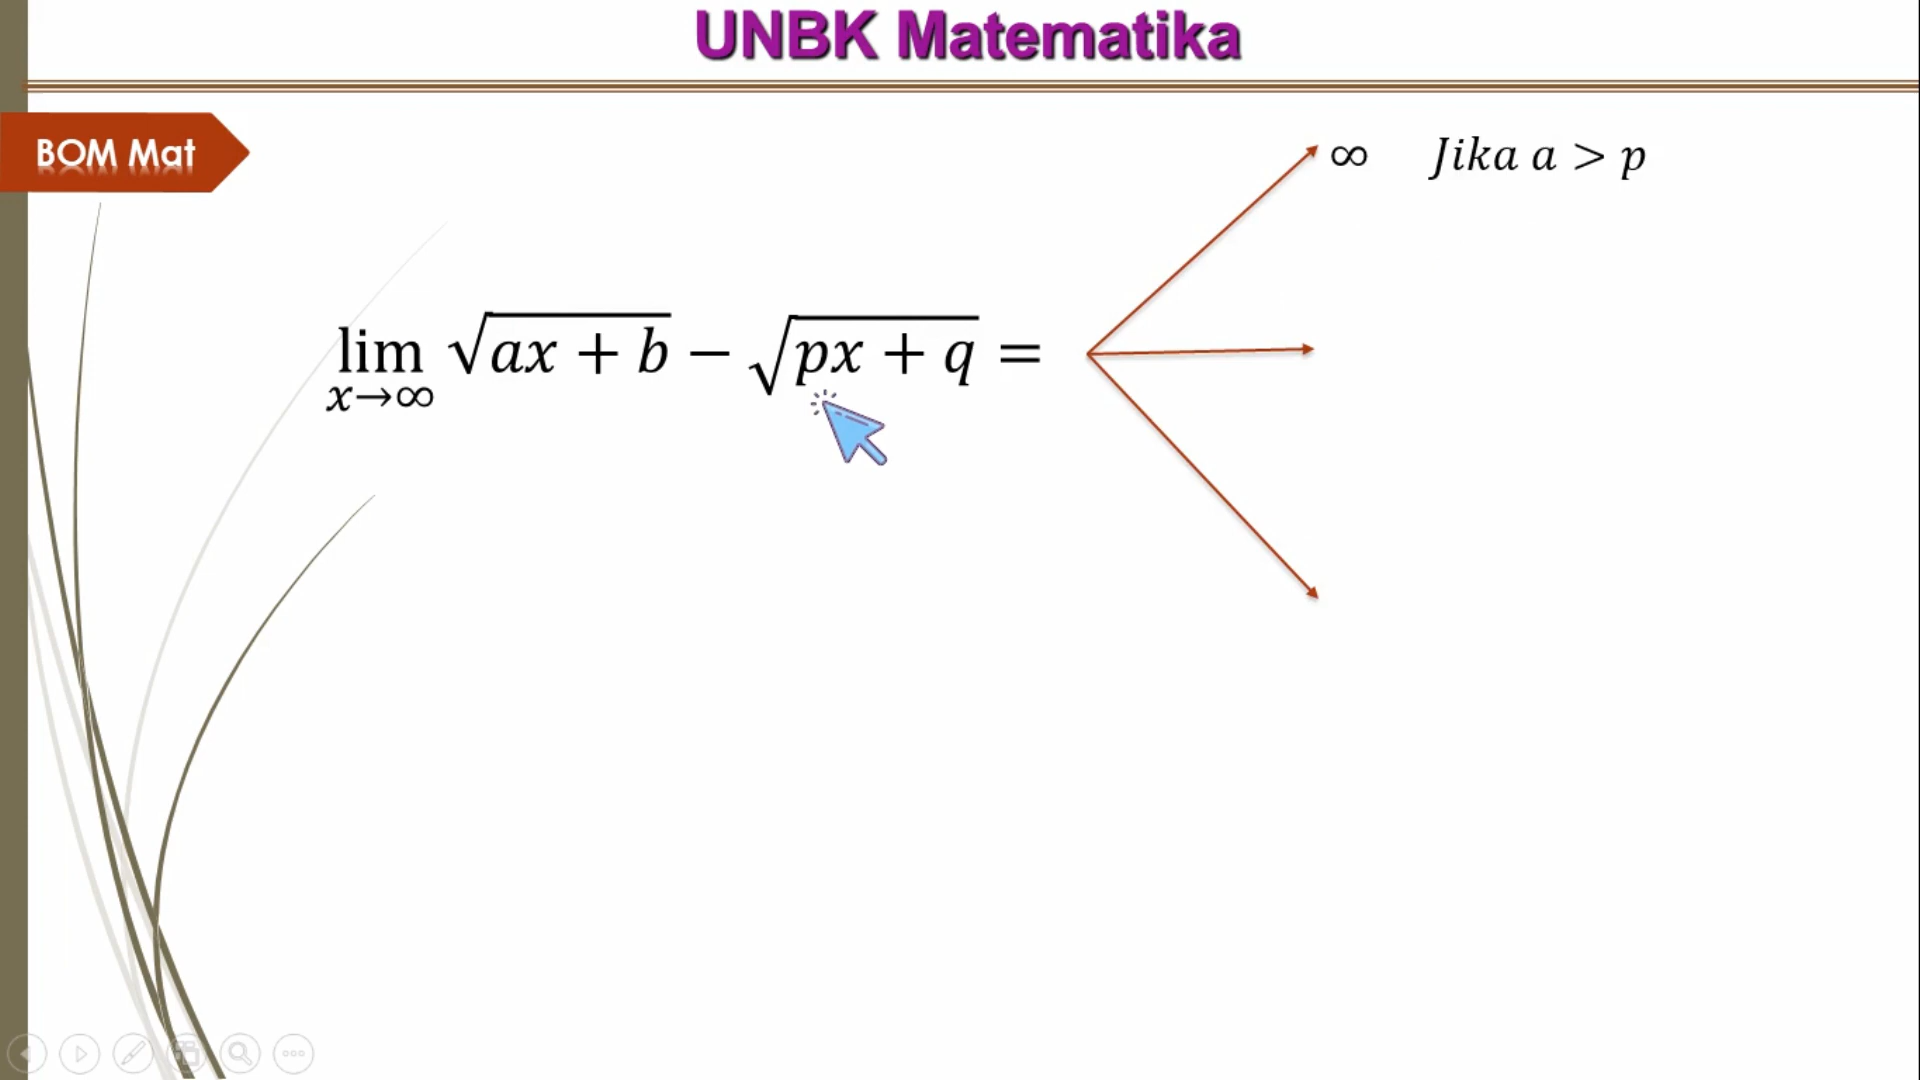 UNBK Matematika
BOM Mat
∞ Jika a > p
lim x→∞ √(ax + b) − √(px + q) =